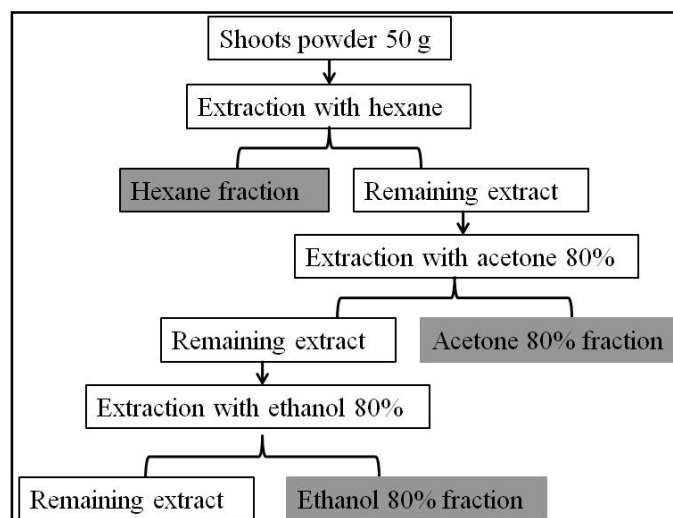 Shoots powder 50 g
Extraction with hexane
Hexane fraction
Remaining extract
Extraction with acetone 80%
Remaining extract
Acetone 80% fraction
Extraction with ethanol 80%
Remaining extract
Ethanol 80% fraction